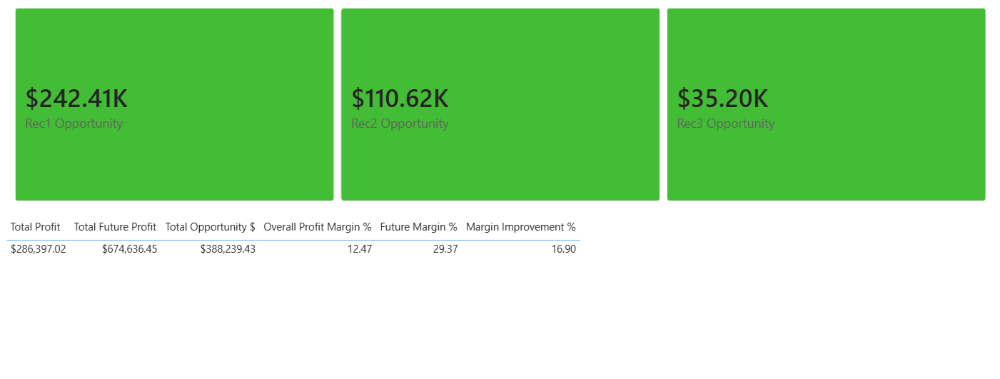 $242.41K $110.62K $35.20K
Rec1 Opportunity Rec2 Opportunity Rec3 Opportunity
Total Profit Total Future Profit Total Opportunity $ Overall Profit Margin % Future Margin % Margin Improvement %
$286,397.02 $674,636.45 $388,239.43 12.47 29.37 16.90